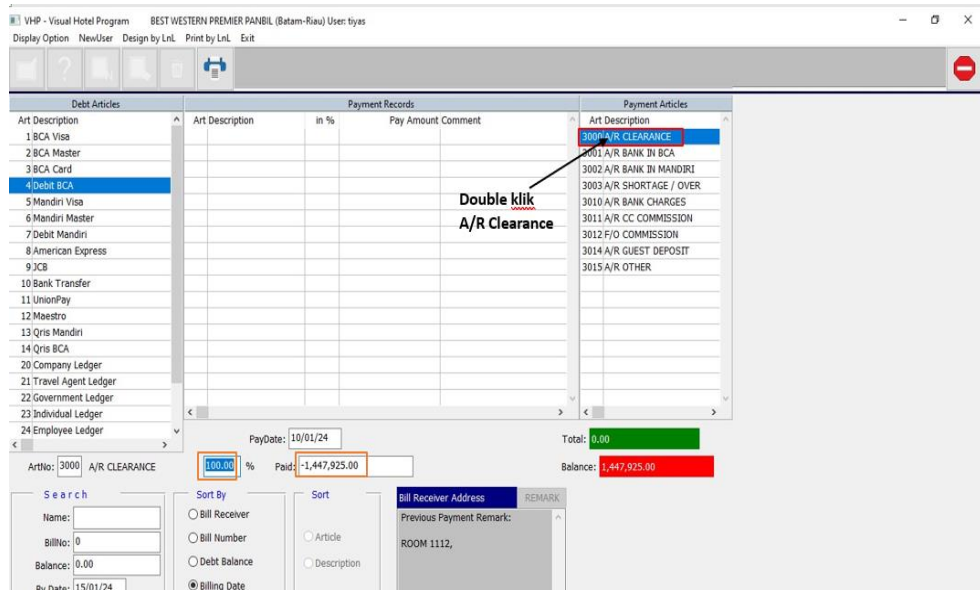 VHP - Visual Hotel Program BEST WESTERN PREMIER PANBIL (Batam-Riau) User: tiyas
Display Option NewUser Design by LnL Print by LnL Exit
Debt Articles Payment Records Payment Articles
Art Description Art Description in % Pay Amount Comment Art Description
1 BCA Visa 3000 A/R CLEARANCE
2 BCA Master 3001 A/R BANK IN BCA
3 BCA Card 3002 A/R BANK IN MANDIRI
4 Debit BCA 3003 A/R SHORTAGE / OVER
5 Mandiri Visa Double klik 3010 A/R BANK CHARGES
6 Mandiri Master A/R Clearance 3011 A/R CC COMMISSION
7 Debit Mandiri 3012 F/O COMMISSION
8 American Express 3014 A/R GUEST DEPOSIT
9 JCB 3015 A/R OTHER
10 Bank Transfer
11 UnionPay
12 Maestro
13 Qris Mandiri
14 Qris BCA
20 Company Ledger
21 Travel Agent Ledger
22 Government Ledger
23 Individual Ledger
24 Employee Ledger
PayDate: 10/01/24 Total: 0.00
ArtNo: 3000 A/R CLEARANCE 100.00 % Paid: -1,447,925.00 Balance: 1,447,925.00
Search Sort By Sort Bill Receiver Address REMARK
Name: Bill Receiver Previous Payment Remark:
BillNo: 0 Bill Number Article ROOM 1112,
Balance: 0.00 Debt Balance Description
By Date: 15/01/24 Billing Date